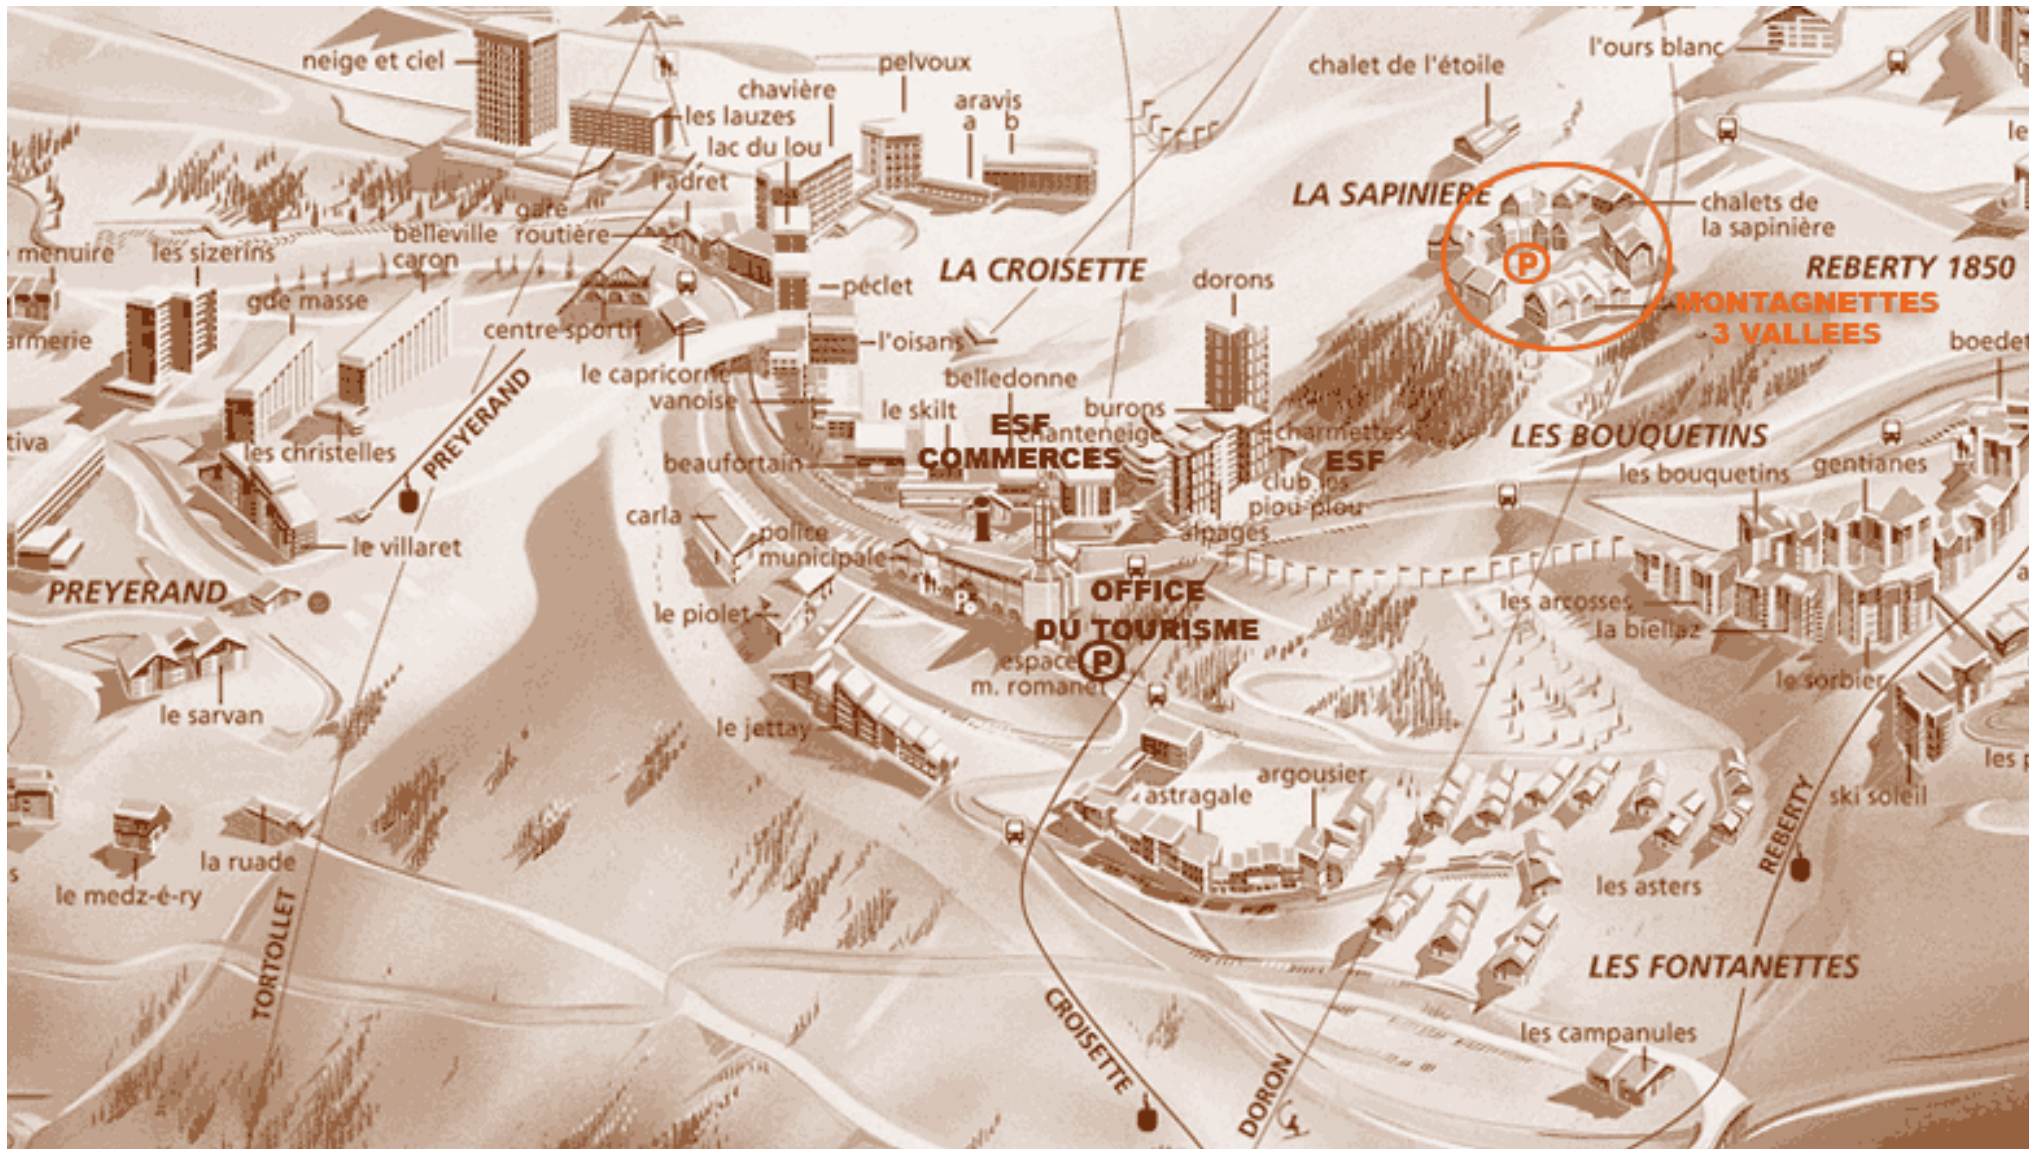 neige et ciel
les lauzes
chavière
lac du lou
pelvoux
aravis
a b
chalet de l'étoile
l'ours blanc
le
l'adret
gare
routière
belleville
caron
menuire
les sizerins
gde masse
armerie
centre sportif
le capricorne
vanoise
péclet
l'oisans
LA CROISETTE
dorons
LA SAPINIERE
chalets de
la sapinière
REBERTY 1850
P
MONTAGNETTES
3 VALLEES
boedet
tiva
les christelles
PREYERAND
le villaret
belledonne
le skilt
ESF
chanteneige
COMMERCES
beaufortain
burons
charmettes
ESF
club les
piou-piou
alpages
LES BOUQUETINS
les bouquetins
gentianes
carla
police
municipale
le piolet
P
OFFICE
DU TOURISME
P
espace
m. romanet
le jettay
PREYERAND
le sarvan
les arcosses
la biellaz
le sorbier
ski soleil
les p
a
s
le medz-é-ry
la ruade
TORTOLLET
astragale
argousier
REBERTY
les asters
LES FONTANETTES
les campanules
CROISETTE
DORON